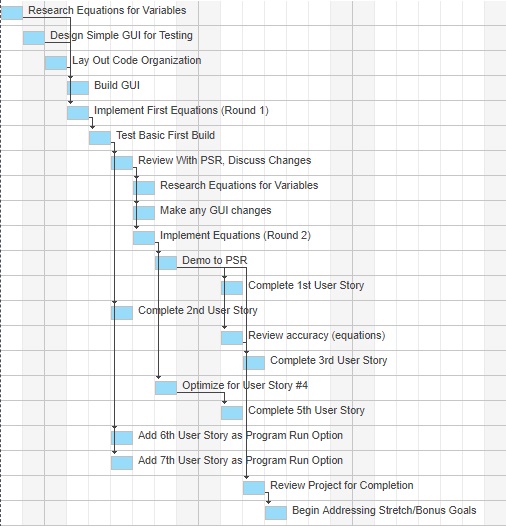 Research Equations for Variables
Design Simple GUI for Testing
Lay Out Code Organization
Build GUI
Implement First Equations (Round 1)
Test Basic First Build
Review With PSR, Discuss Changes
Research Equations for Variables
Make any GUI changes
Implement Equations (Round 2)
Demo to PSR
Complete 1st User Story
Complete 2nd User Story
Review accuracy (equations)
Complete 3rd User Story
Optimize for User Story #4
Complete 5th User Story
Add 6th User Story as Program Run Option
Add 7th User Story as Program Run Option
Review Project for Completion
Begin Addressing Stretch/Bonus Goals